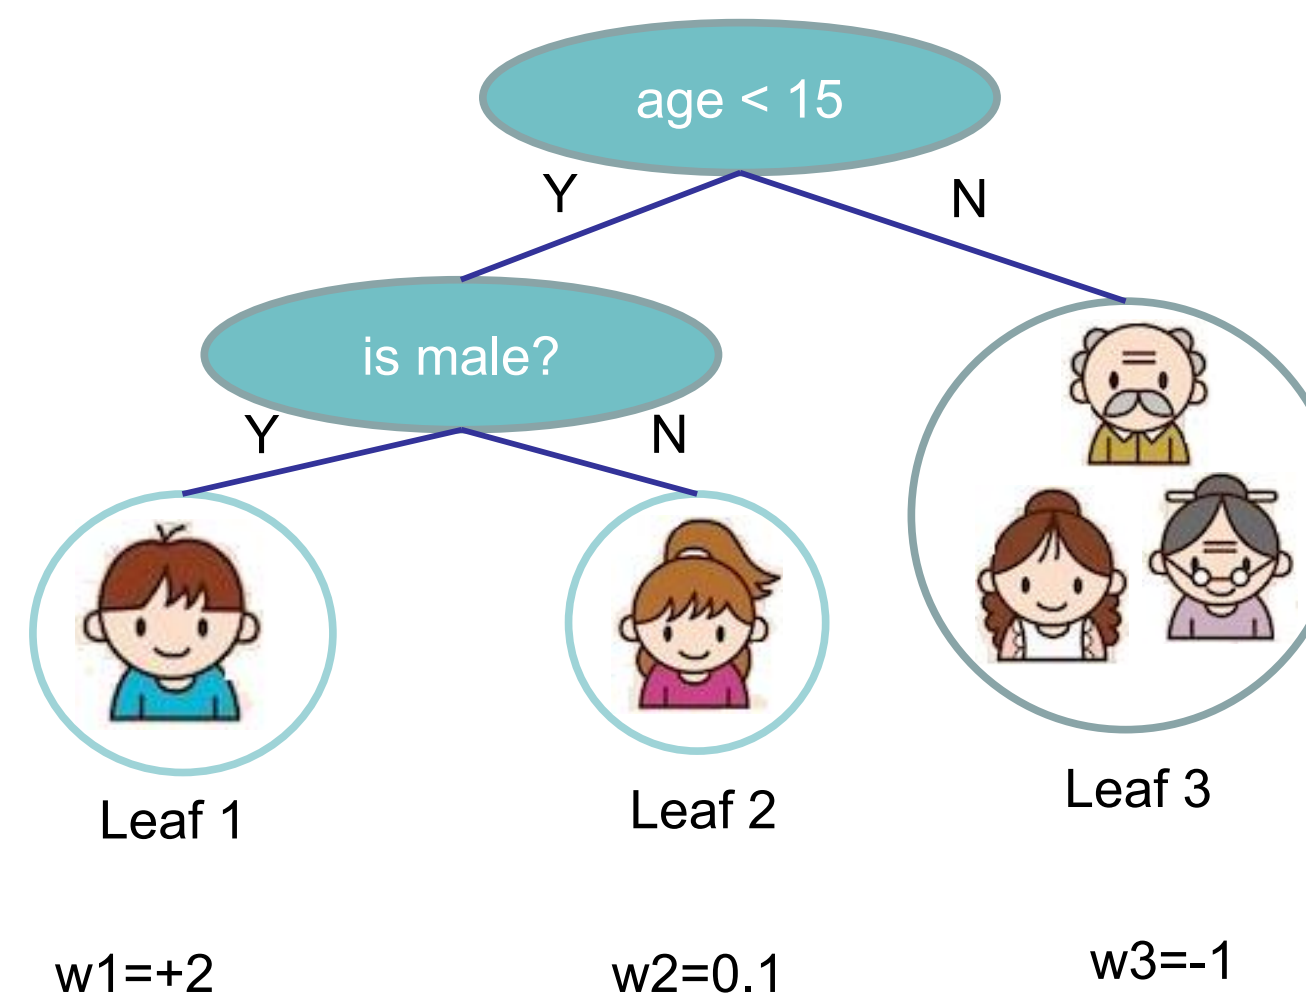 age < 15
Y
N
is male?
Y
N
Leaf 1
Leaf 2
Leaf 3
w1=+2
w2=0.1
w3=-1